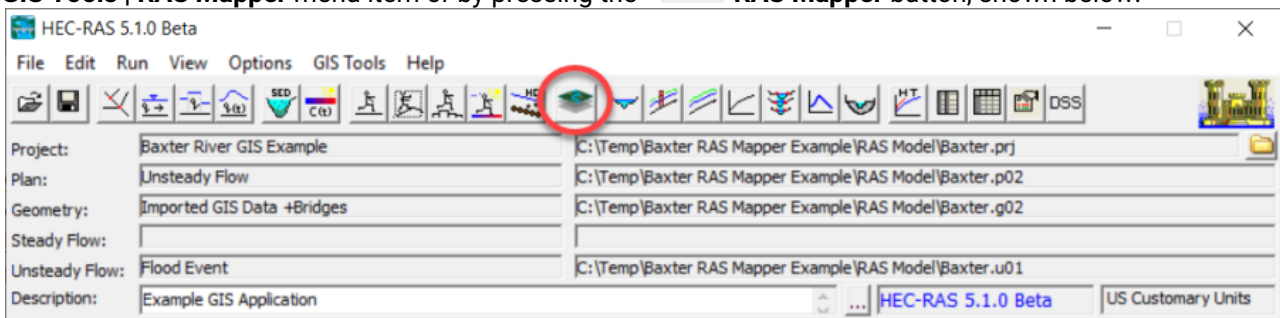 GIS Tools | RAS Mapper menu item or by pressing the RAS Mapper button, shown below.
HEC-RAS 5.1.0 Beta
File Edit Run View Options GIS Tools Help
SED C(t) HT DSS
Project: Baxter River GIS Example C:\Temp\Baxter RAS Mapper Example\RAS Model\Baxter.prj
Plan: Unsteady Flow C:\Temp\Baxter RAS Mapper Example\RAS Model\Baxter.p02
Geometry: Imported GIS Data +Bridges C:\Temp\Baxter RAS Mapper Example\RAS Model\Baxter.g02
Steady Flow:
Unsteady Flow: Flood Event C:\Temp\Baxter RAS Mapper Example\RAS Model\Baxter.u01
Description: Example GIS Application ... HEC-RAS 5.1.0 Beta US Customary Units